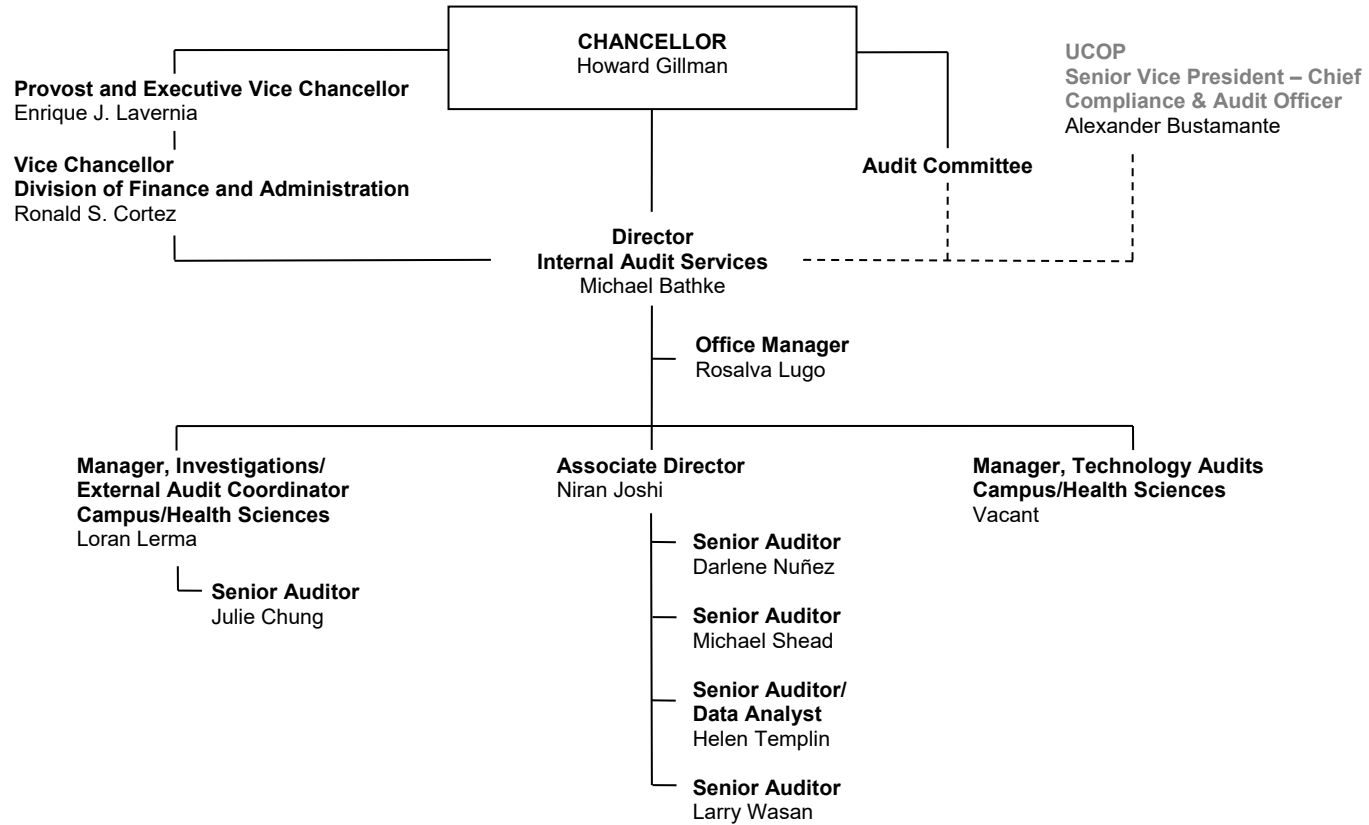 CHANCELLOR
Howard Gillman
UCOP
Senior Vice President – Chief
Compliance & Audit Officer
Alexander Bustamante
Provost and Executive Vice Chancellor
Enrique J. Lavernia
Vice Chancellor
Division of Finance and Administration
Ronald S. Cortez
Audit Committee
Director
Internal Audit Services
Michael Bathke
Office Manager
Rosalva Lugo
Manager, Investigations/
External Audit Coordinator
Campus/Health Sciences
Loran Lerma
Senior Auditor
Julie Chung
Associate Director
Niran Joshi
Senior Auditor
Darlene Nuñez
Senior Auditor
Michael Shead
Senior Auditor/
Data Analyst
Helen Templin
Senior Auditor
Larry Wasan
Manager, Technology Audits
Campus/Health Sciences
Vacant